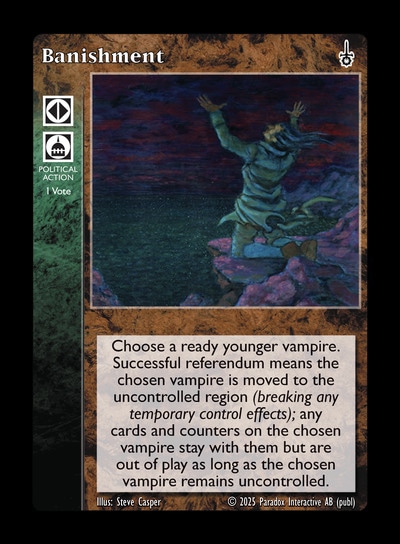 Banishment
POLITICAL
ACTION
1 Vote
Choose a ready younger vampire.
Successful referendum means the
chosen vampire is moved to the
uncontrolled region (breaking any
temporary control effects); any
cards and counters on the chosen
vampire stay with them but are
out of play as long as the chosen
vampire remains uncontrolled.
Illus: Steve Casper © 2025 Paradox Interactive AB (publ)